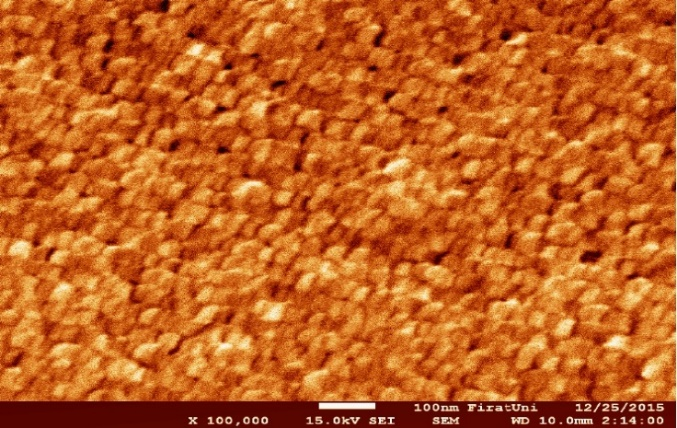 100nm FiratUni 12/25/2015
X 100,000 15.0kV SEI SEM WD 10.0mm 2:14:00